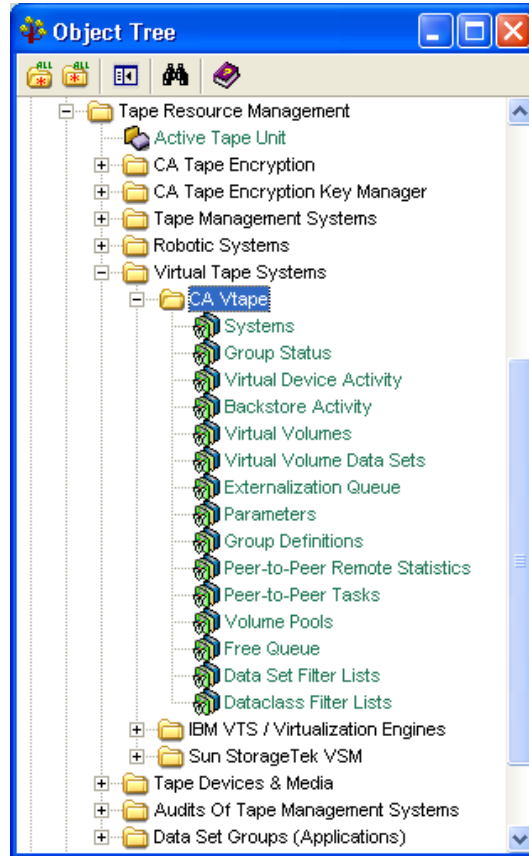 Object Tree
ALL ALL
Tape Resource Management
Active Tape Unit
CA Tape Encryption
CA Tape Encryption Key Manager
Tape Management Systems
Robotic Systems
Virtual Tape Systems
CA Vtape
Systems
Group Status
Virtual Device Activity
Backstore Activity
Virtual Volumes
Virtual Volume Data Sets
Externalization Queue
Parameters
Group Definitions
Peer-to-Peer Remote Statistics
Peer-to-Peer Tasks
Volume Pools
Free Queue
Data Set Filter Lists
Dataclass Filter Lists
IBM VTS / Virtualization Engines
Sun StorageTek VSM
Tape Devices & Media
Audits Of Tape Management Systems
Data Set Groups (Applications)